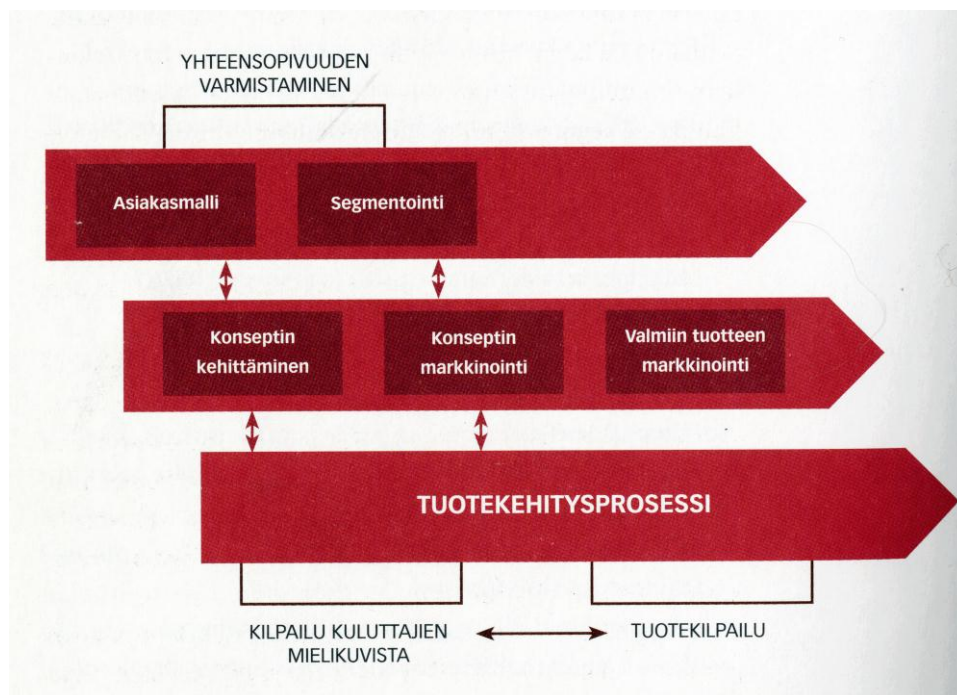 YHTEENSOPIVUUDEN
VARMISTAMINEN
Asiakasmalli
Segmentointi
Konseptin
kehittäminen
Konseptin
markkinointi
Valmiin tuotteen
markkinointi
TUOTEKEHITYSPROSESSI
KILPAILU KULUTTAJIEN
MIELIKUVISTA
TUOTEKILPAILU